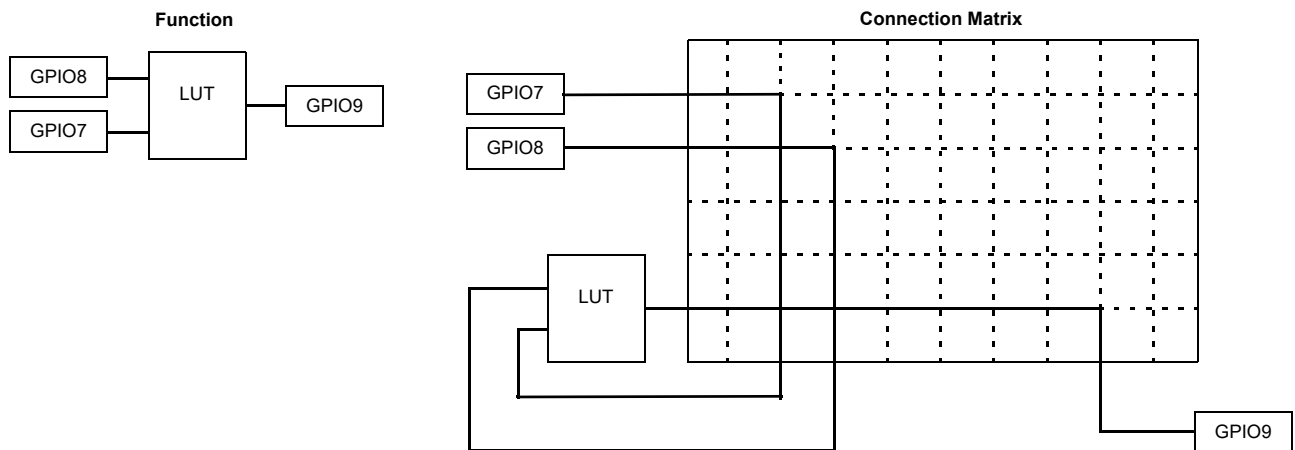 Function
GPIO8
GPIO7
LUT
GPIO9
Connection Matrix
GPIO7
GPIO8
LUT
GPIO9